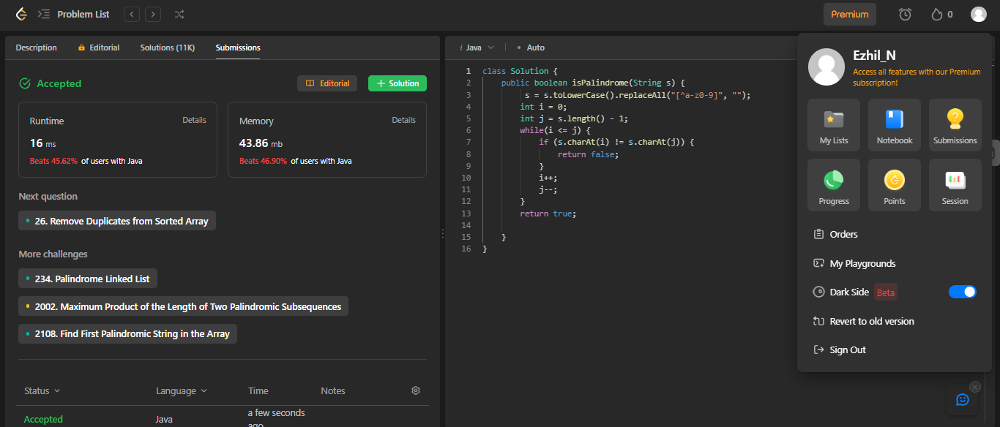 Problem List
Premium
0
Description
Editorial
Solutions (11K)
Submissions
Accepted
Editorial
Solution
Runtime
Details
16 ms
Beats 45.62% of users with Java
Memory
Details
43.86 mb
Beats 46.90% of users with Java
Next question
26. Remove Duplicates from Sorted Array
More challenges
234. Palindrome Linked List
2002. Maximum Product of the Length of Two Palindromic Subsequences
2108. Find First Palindromic String in the Array
Status
Language
Time
Notes
Accepted
Java
a few seconds
ago
i Java
• Auto
1 class Solution {
2 public boolean isPalindrome(String s) {
3 s = s.toLowerCase().replaceAll("[^a-z0-9]", "");
4 int i = 0;
5 int j = s.length() - 1;
6 while(i <= j) {
7 if (s.charAt(i) != s.charAt(j)) {
8 return false;
9 }
10 i++;
11 j--;
12 }
13 return true;
14
15 }
16 }
Ezhil_N
Access all features with our Premium
subscription!
My Lists
Notebook
Submissions
Progress
Points
Session
Orders
My Playgrounds
Dark Side Beta
Revert to old version
Sign Out